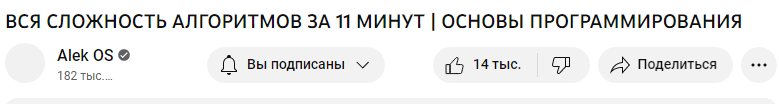 ВСЯ СЛОЖНОСТЬ АЛГОРИТМОВ ЗА 11 МИНУТ | ОСНОВЫ ПРОГРАММИРОВАНИЯ
Alek OS
182 тыс....
Вы подписаны
14 тыс.
Поделиться